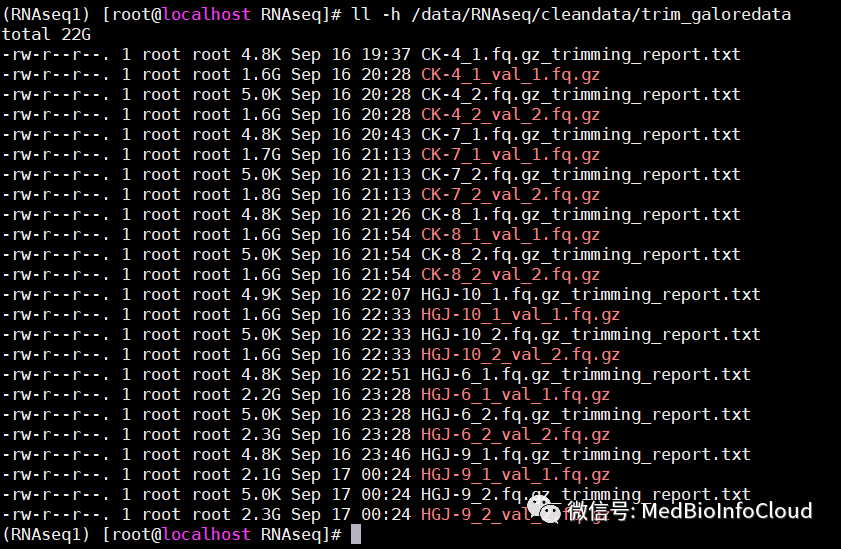 (RNAseq1) [root@localhost RNAseq]# ll -h /data/RNAseq/cleandata/trim_galoredata
total 22G
-rw-r--r--. 1 root root 4.8K Sep 16 19:37 CK-4_1.fq.gz_trimming_report.txt
-rw-r--r--. 1 root root 1.6G Sep 16 20:28 CK-4_1_val_1.fq.gz
-rw-r--r--. 1 root root 5.0K Sep 16 20:28 CK-4_2.fq.gz_trimming_report.txt
-rw-r--r--. 1 root root 1.6G Sep 16 20:28 CK-4_2_val_2.fq.gz
-rw-r--r--. 1 root root 4.8K Sep 16 20:43 CK-7_1.fq.gz_trimming_report.txt
-rw-r--r--. 1 root root 1.7G Sep 16 21:13 CK-7_1_val_1.fq.gz
-rw-r--r--. 1 root root 5.0K Sep 16 21:13 CK-7_2.fq.gz_trimming_report.txt
-rw-r--r--. 1 root root 1.8G Sep 16 21:13 CK-7_2_val_2.fq.gz
-rw-r--r--. 1 root root 4.8K Sep 16 21:26 CK-8_1.fq.gz_trimming_report.txt
-rw-r--r--. 1 root root 1.6G Sep 16 21:54 CK-8_1_val_1.fq.gz
-rw-r--r--. 1 root root 5.0K Sep 16 21:54 CK-8_2.fq.gz_trimming_report.txt
-rw-r--r--. 1 root root 1.6G Sep 16 21:54 CK-8_2_val_2.fq.gz
-rw-r--r--. 1 root root 4.9K Sep 16 22:07 HGJ-10_1.fq.gz_trimming_report.txt
-rw-r--r--. 1 root root 1.6G Sep 16 22:33 HGJ-10_1_val_1.fq.gz
-rw-r--r--. 1 root root 5.0K Sep 16 22:33 HGJ-10_2.fq.gz_trimming_report.txt
-rw-r--r--. 1 root root 1.6G Sep 16 22:33 HGJ-10_2_val_2.fq.gz
-rw-r--r--. 1 root root 4.8K Sep 16 22:51 HGJ-6_1.fq.gz_trimming_report.txt
-rw-r--r--. 1 root root 2.2G Sep 16 23:28 HGJ-6_1_val_1.fq.gz
-rw-r--r--. 1 root root 5.0K Sep 16 23:28 HGJ-6_2.fq.gz_trimming_report.txt
-rw-r--r--. 1 root root 2.3G Sep 16 23:28 HGJ-6_2_val_2.fq.gz
-rw-r--r--. 1 root root 4.8K Sep 16 23:46 HGJ-9_1.fq.gz_trimming_report.txt
-rw-r--r--. 1 root root 2.1G Sep 17 00:24 HGJ-9_1_val_1.fq.gz
-rw-r--r--. 1 root root 5.0K Sep 17 00:24 HGJ-9_2.fq.gz_trimming_report.txt
-rw-r--r--. 1 root root 2.3G Sep 17 00:24 HGJ-9_2_val_2.fq.gz
微信号: MedBioInfoCloud
(RNAseq1) [root@localhost RNAseq]#